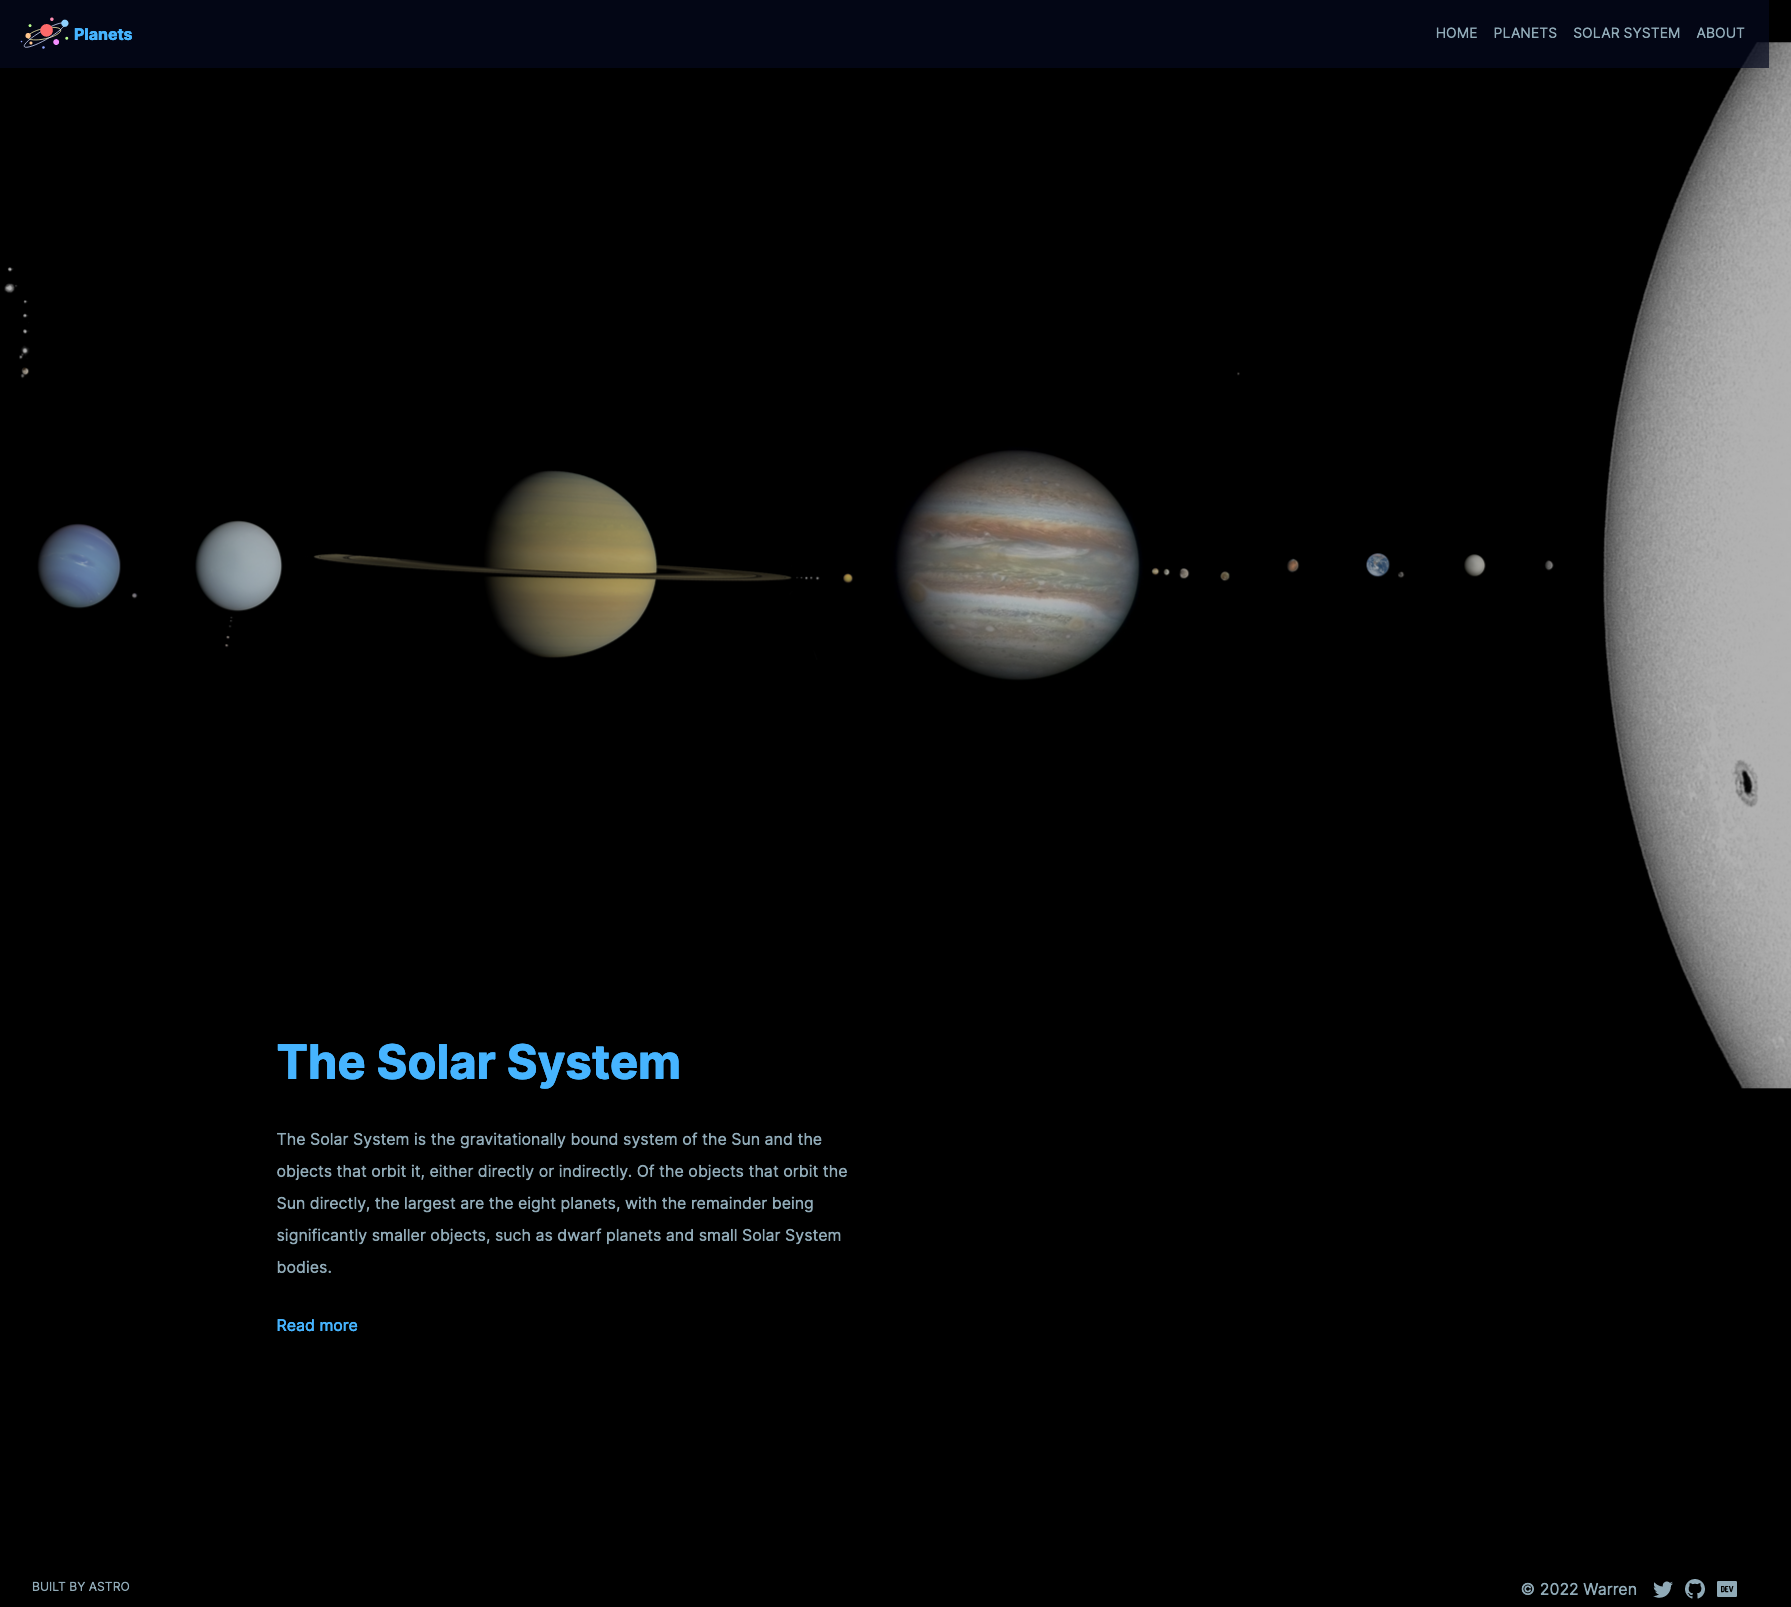 Planets
HOME PLANETS SOLAR SYSTEM ABOUT
The Solar System
The Solar System is the gravitationally bound system of the Sun and the
objects that orbit it, either directly or indirectly. Of the objects that orbit the
Sun directly, the largest are the eight planets, with the remainder being
significantly smaller objects, such as dwarf planets and small Solar System
bodies.
Read more
BUILT BY ASTRO
© 2022 Warren
DEV